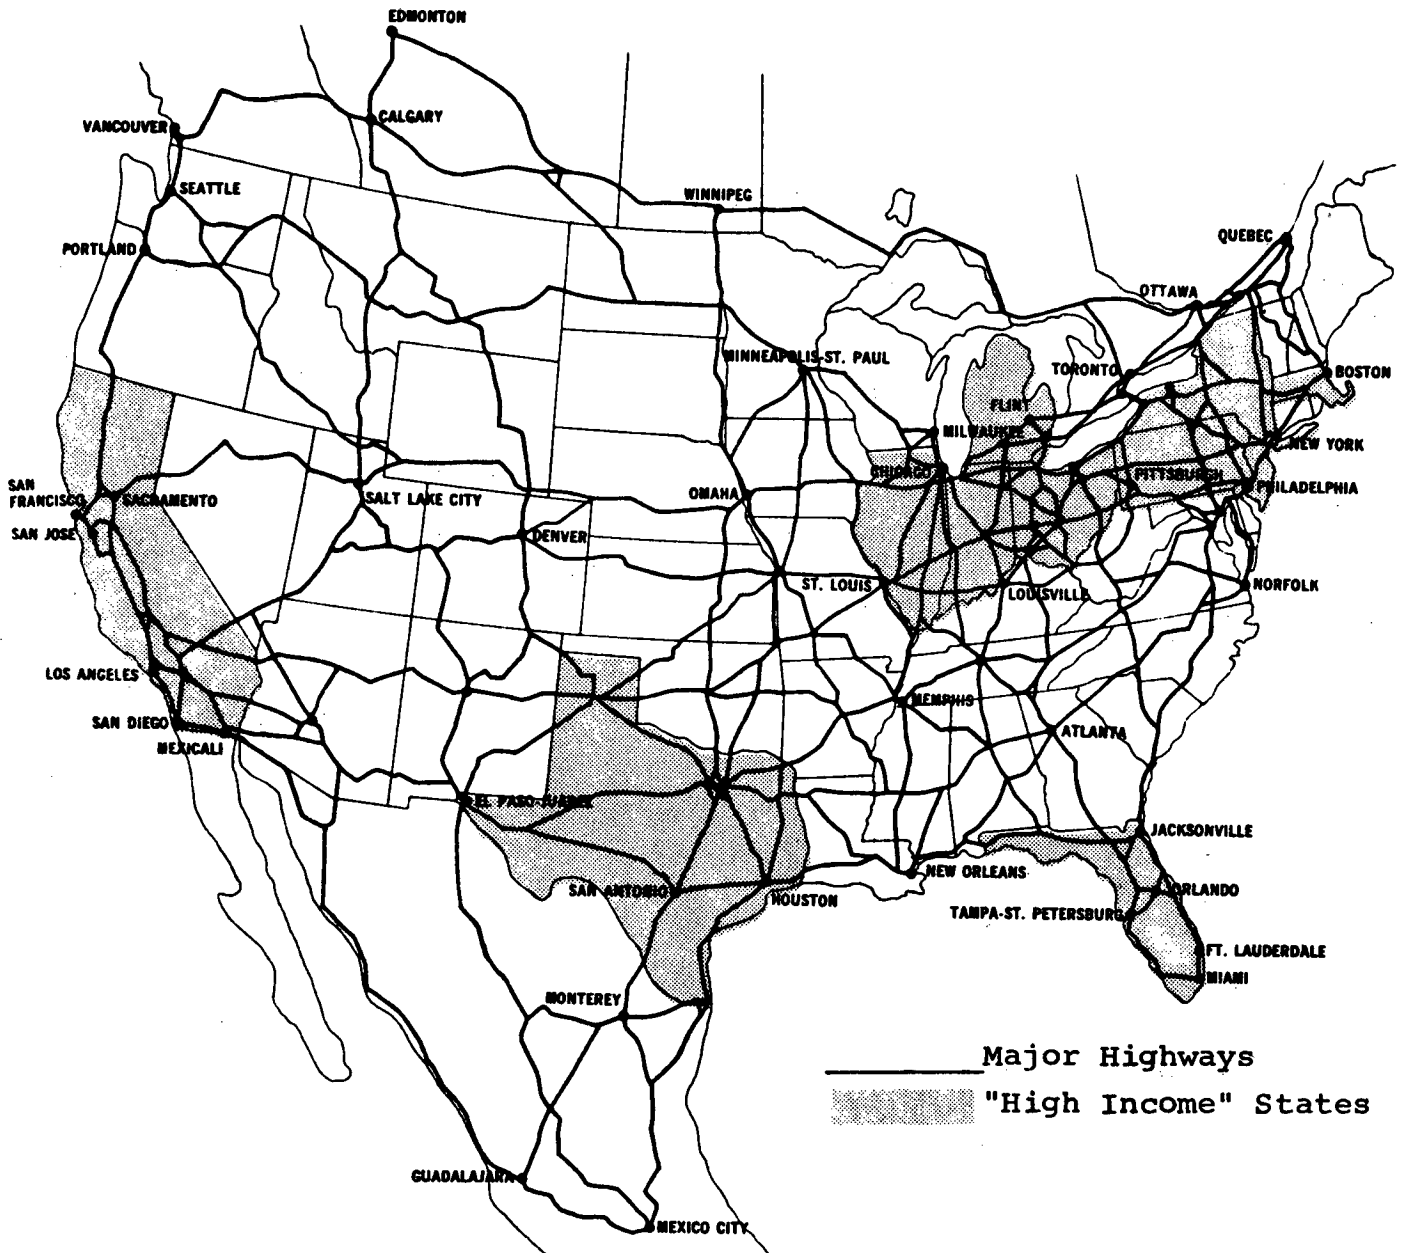 EDMONTON
CALGARY
VANCOUVER
SEATTLE
WINNIPEG
PORTLAND
QUEBEC
OTTAWA
MINNEAPOLIS-ST. PAUL
TORONTO
BOSTON
FLINT
MILWAUKEE
NEW YORK
CHICAGO
PITTSBURGH
PHILADELPHIA
SAN
FRANCISCO
SACRAMENTO
SALT LAKE CITY
OMAHA
SAN JOSE
DENVER
ST. LOUIS
LOUISVILLE
NORFOLK
LOS ANGELES
MEMPHIS
SAN DIEGO
ATLANTA
MEXICALI
EL PASO-JUAREZ
JACKSONVILLE
NEW ORLEANS
SAN ANTONIO
HOUSTON
ORLANDO
TAMPA-ST. PETERSBURG
FT. LAUDERDALE
MIAMI
MONTEREY
Major Highways
"High Income" States
GUADALAJARA
MEXICO CITY